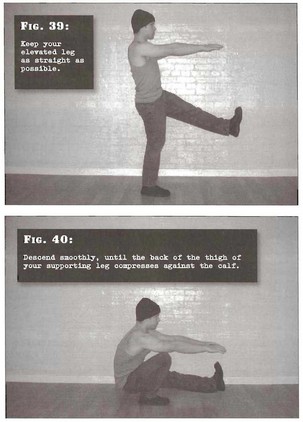 FIG. 39:
Keep your
elevated leg
as straight as
possible.
FIG. 40:
Descend smoothly, until the back of the thigh of
your supporting leg compresses against the calf.